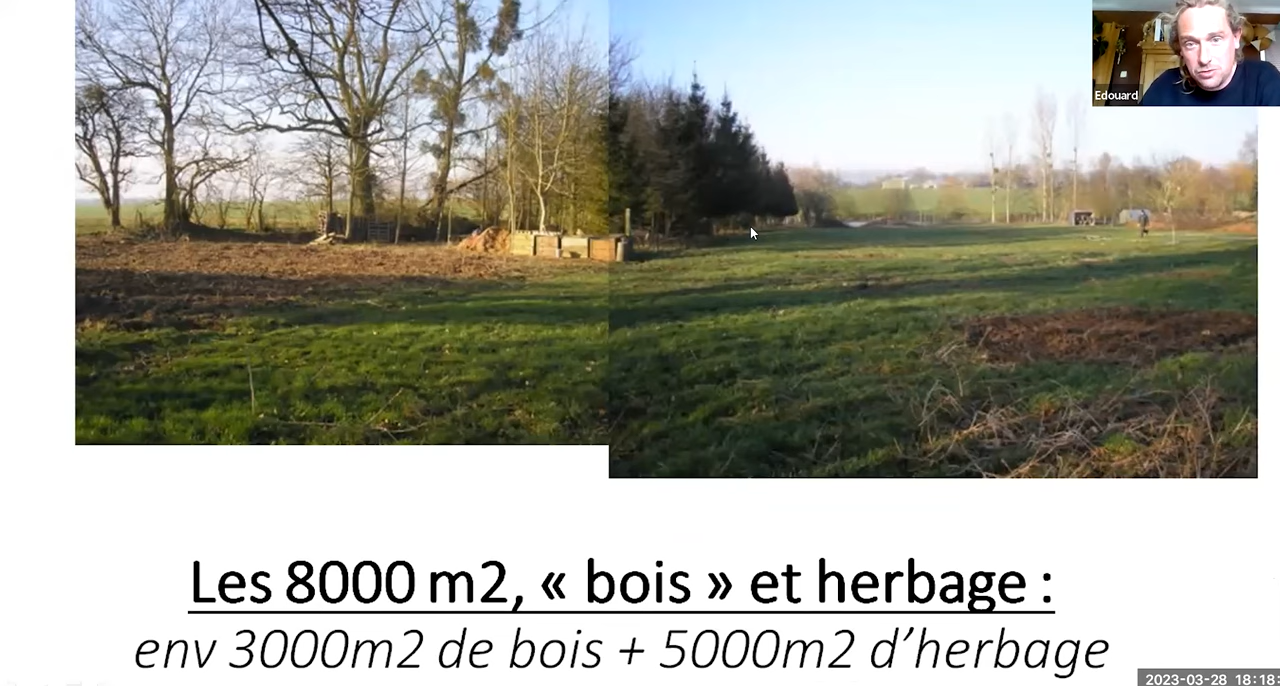 Edouard
Les 8000 m2, « bois » et herbage :
env 3000m2 de bois + 5000m2 d’herbage
2023-03-28 18:18: